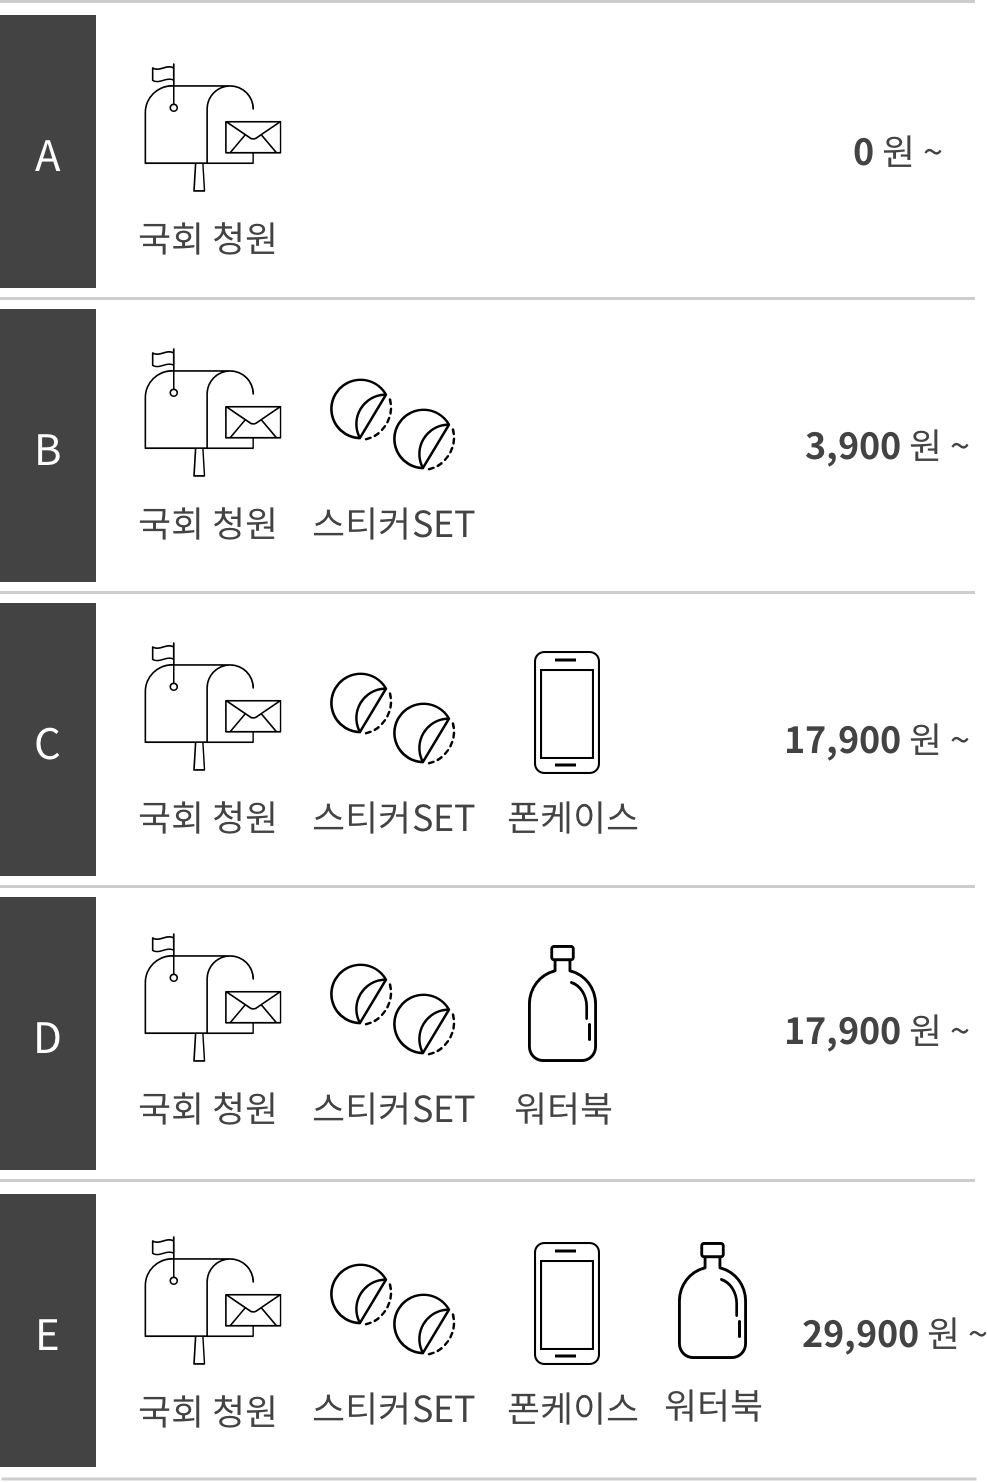 A
국회 청원
0 원 ~
B
국회 청원 스티커SET
3,900 원 ~
C
국회 청원 스티커SET 폰케이스
17,900 원 ~
D
국회 청원 스티커SET 워터북
17,900 원 ~
E
국회 청원 스티커SET 폰케이스 워터북
29,900 원 ~